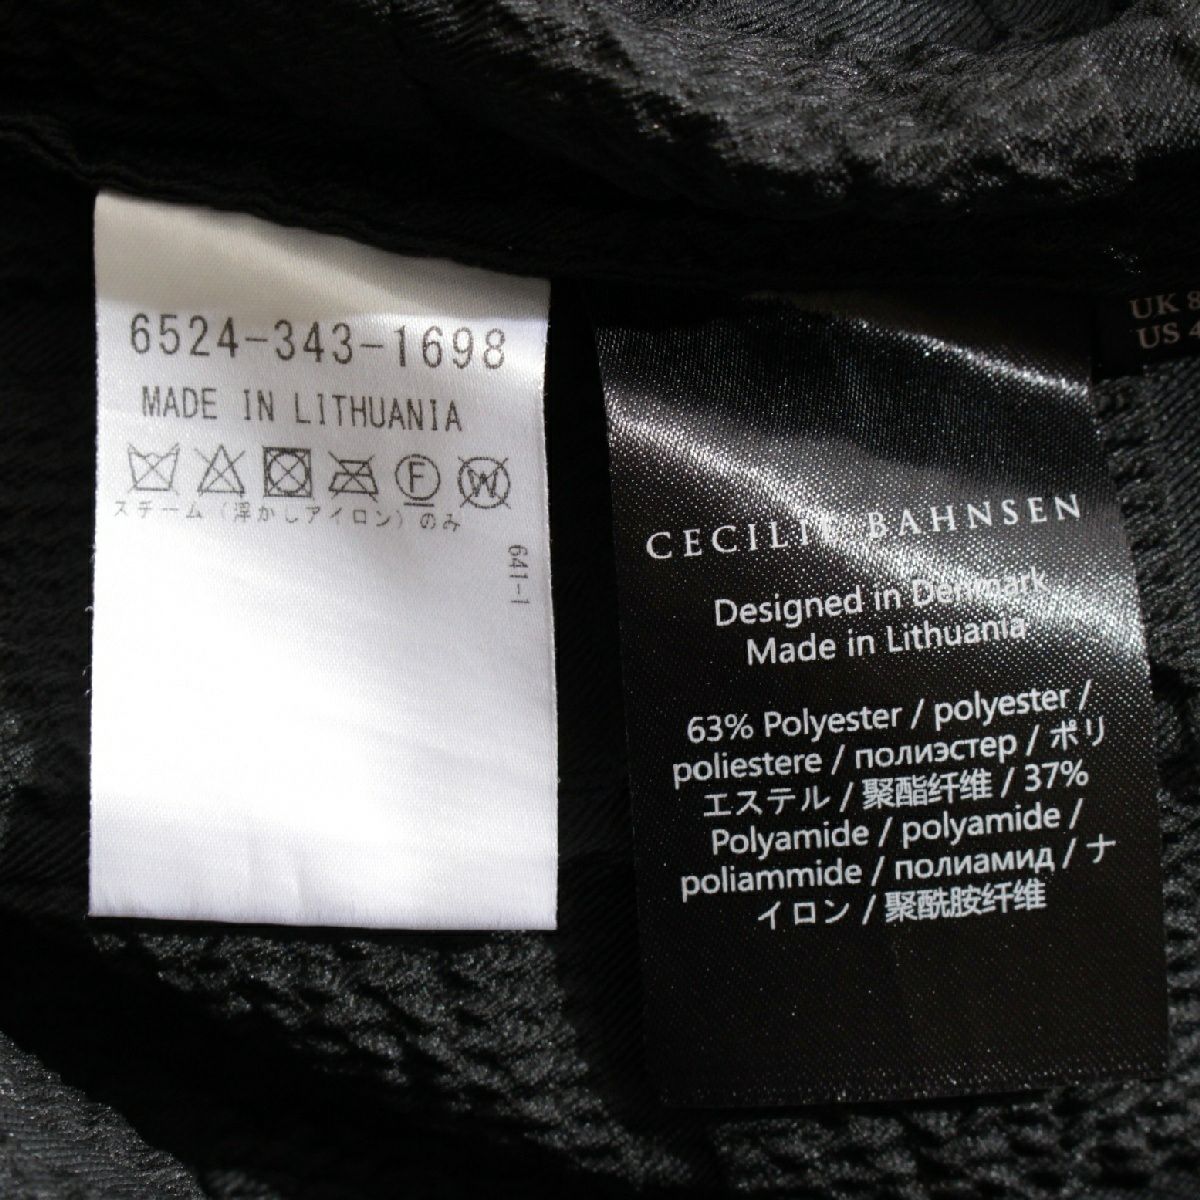 6524-343-1698
MADE IN LITHUANIA
F W
スチーム(浮かしアイロン)のみ
641-1
CECILIE BAHNSEN
Designed in Denmark
Made in Lithuania
63% Polyester / polyester /
poliestere / полиэстер / ポリ
エステル / 聚酯纤维 / 37%
Polyamide / polyamide /
poliammide / полиамид / ナ
イロン / 聚酰胺纤维
UK
US